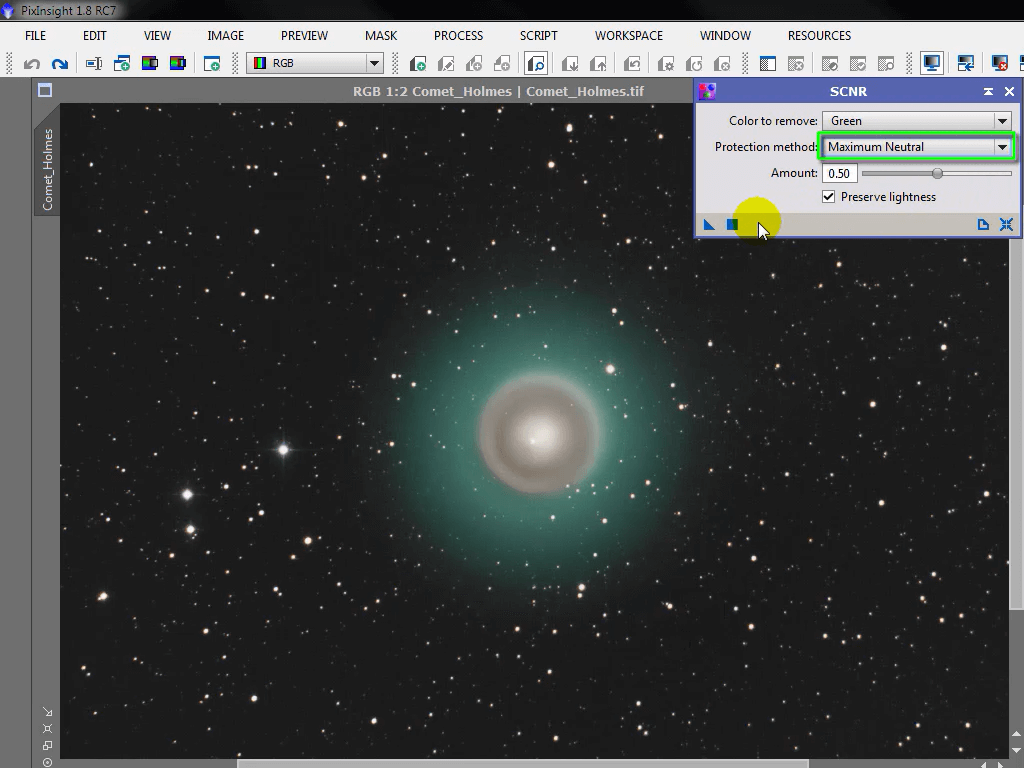 PixInsight 1.8 RC7
FILE EDIT VIEW IMAGE PREVIEW MASK PROCESS SCRIPT WORKSPACE WINDOW RESOURCES
RGB
RGB 1:2 Comet_Holmes | Comet_Holmes.tif
SCNR
Comet_Holmes
Color to remove: Green
Protection method: Maximum Neutral
Amount: 0.50
Preserve lightness